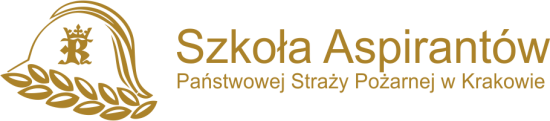 Szkoła Aspirantów
Państwowej Straży Pożarnej w Krakowie